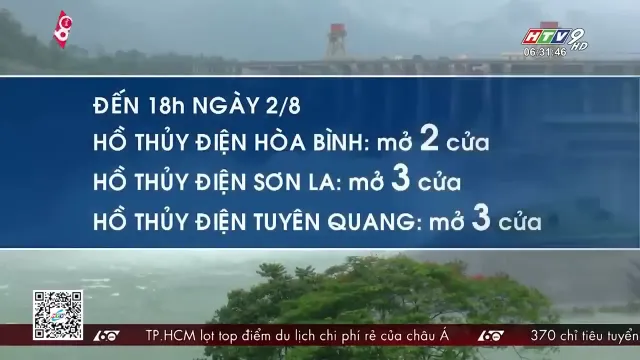 HTV9 HD
06:31:46
ĐẾN 18h NGÀY 2/8
HỒ THỦY ĐIỆN HÒA BÌNH: mở 2 cửa
HỒ THỦY ĐIỆN SƠN LA: mở 3 cửa
HỒ THỦY ĐIỆN TUYÊN QUANG: mở 3 cửa
60 TP.HCM lọt top điểm du lịch chi phí rẻ của châu Á 60 370 chỉ tiêu tuyển